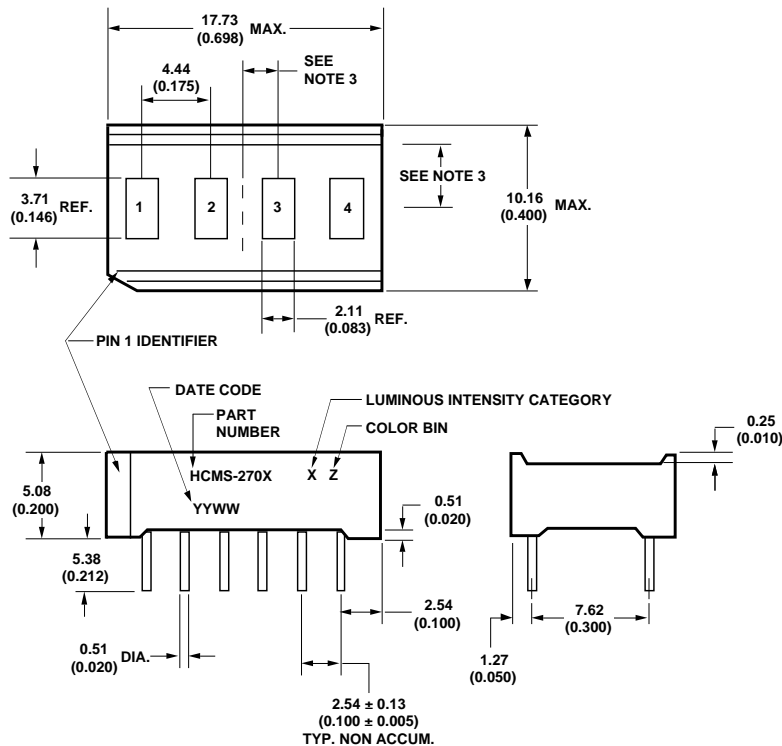 17.73
(0.698) MAX.
4.44
(0.175)
SEE
NOTE 3
3.71
(0.146) REF.
1 2 3 4
SEE NOTE 3
10.16
(0.400) MAX.
2.11
(0.083) REF.
PIN 1 IDENTIFIER
DATE CODE
PART
NUMBER
LUMINOUS INTENSITY CATEGORY
COLOR BIN
HCMS-270X X Z
YYWW
5.08
(0.200)
0.51
(0.020)
0.25
(0.010)
5.38
(0.212)
2.54
(0.100)
0.51
(0.020) DIA.
2.54 ± 0.13
(0.100 ± 0.005)
TYP. NON ACCUM.
7.62
(0.300)
1.27
(0.050)